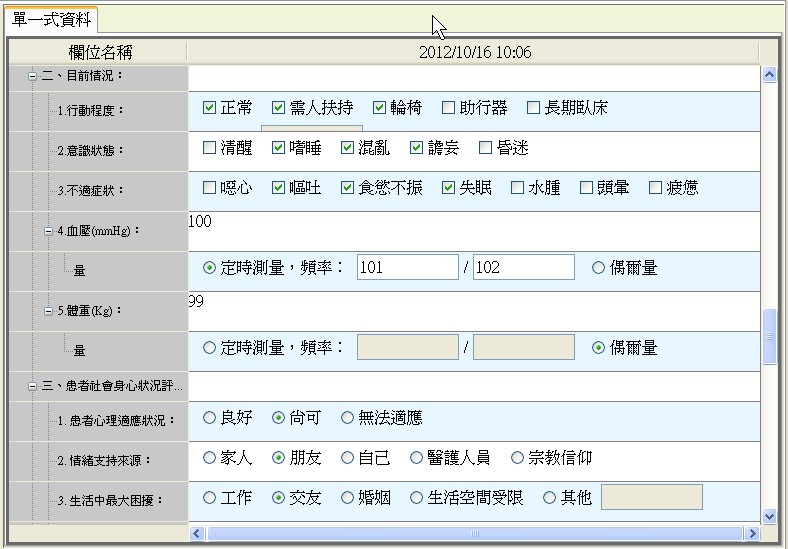 單一式資料
欄位名稱 2012/10/16 10:06
二、目前情況：
1.行動程度： 正常 需人扶持 輪椅 助行器 長期臥床
2.意識狀態： 清醒 嗜睡 混亂 譫妄 昏迷
3.不適症狀： 噁心 嘔吐 食慾不振 失眠 水腫 頭暈 疲憊
4.血壓(mmHg)： 100
量 定時測量，頻率： 101 / 102 偶爾量
5.體重(Kg)： 99
量 定時測量，頻率： / 偶爾量
三、患者社會身心狀況評...
1. 患者心理適應狀況： 良好 尚可 無法適應
2. 情緒支持來源： 家人 朋友 自己 醫護人員 宗教信仰
3. 生活中最大困擾： 工作 交友 婚姻 生活空間受限 其他